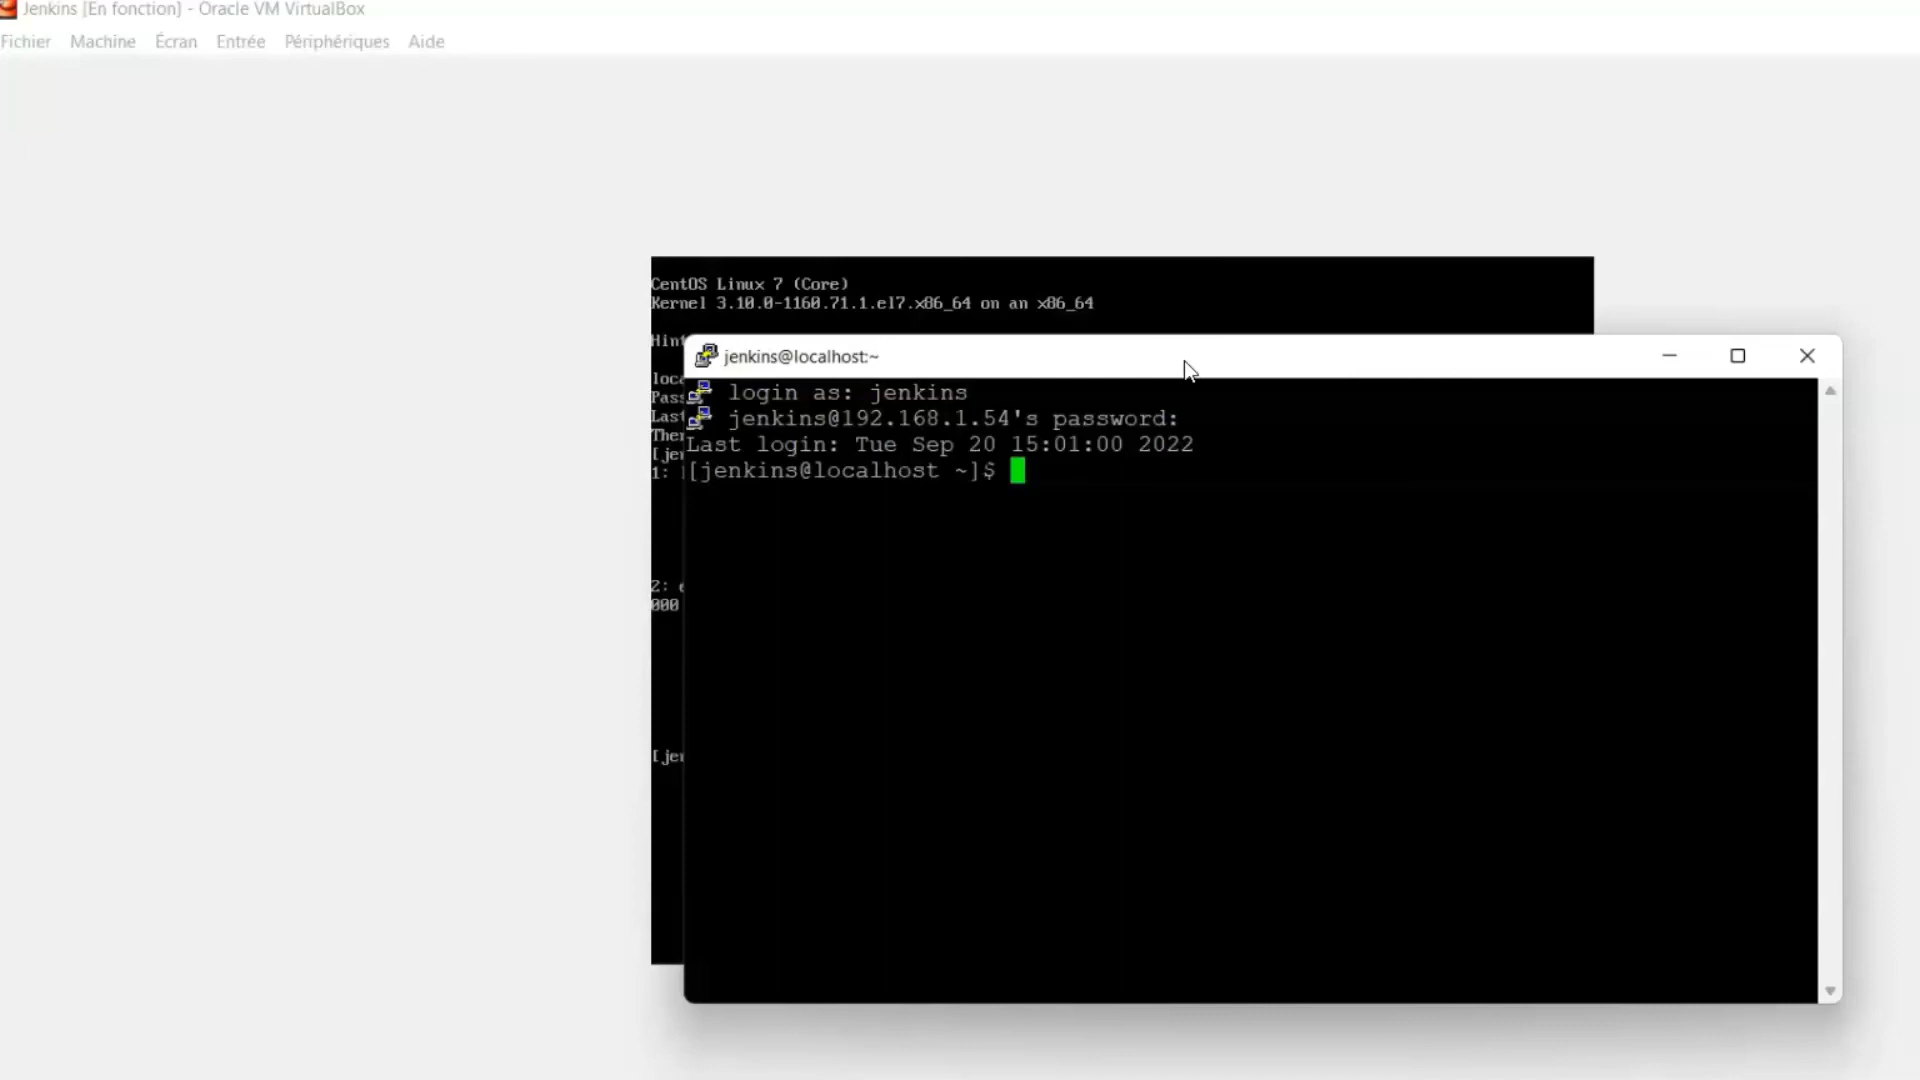 Jenkins [En fonction] - Oracle VM VirtualBox
Fichier Machine Écran Entrée Périphériques Aide
CentOS Linux 7 (Core)
Kernel 3.10.0-1160.71.1.el7.x86_64 on an x86_64
Hint
jenkins@localhost:~
login as: jenkins
jenkins@192.168.1.54's password:
Last login: Tue Sep 20 15:01:00 2022
[jenkins@localhost ~]$
loc
Pass
Last
Ther
[jen
1:
2:
000
[jen